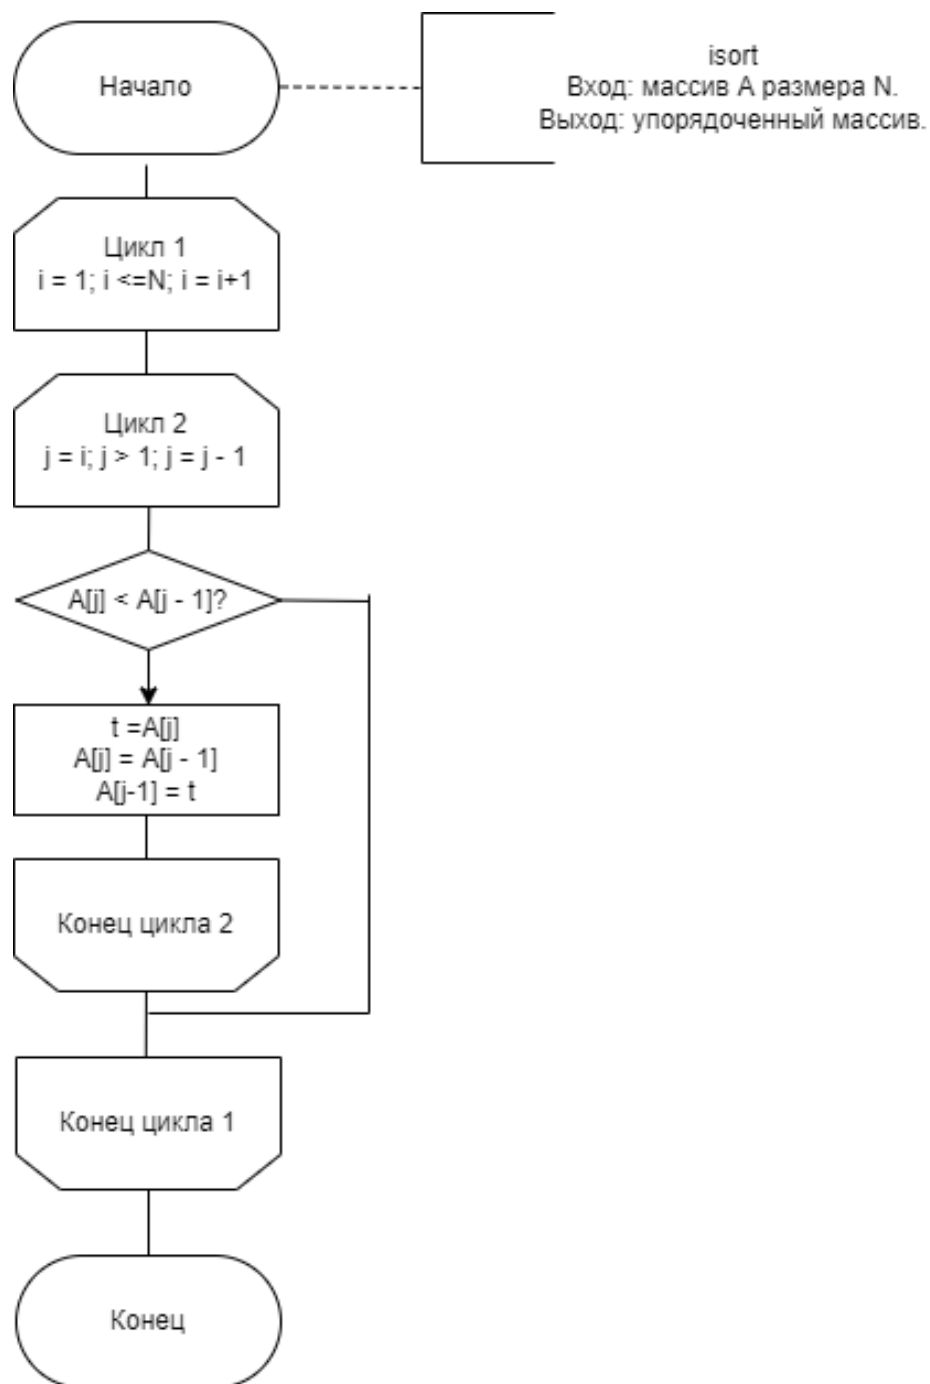 Начало
isort
Вход: массив A размера N.
Выход: упорядоченный массив.
Цикл 1
i = 1; i <=N; i = i+1
Цикл 2
j = i; j > 1; j = j - 1
A[j] < A[j - 1]?
t =A[j]
A[j] = A[j - 1]
A[j-1] = t
Конец цикла 2
Конец цикла 1
Конец